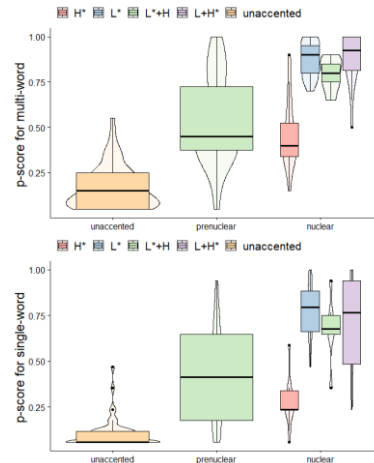 H* L* L*+H L+H* unaccented
p-score for multi-word
1.00
0.75
0.50
0.25
unaccented prenuclear nuclear
H* L* L*+H L+H* unaccented
p-score for single-word
1.00
0.75
0.50
0.25
unaccented prenuclear nuclear